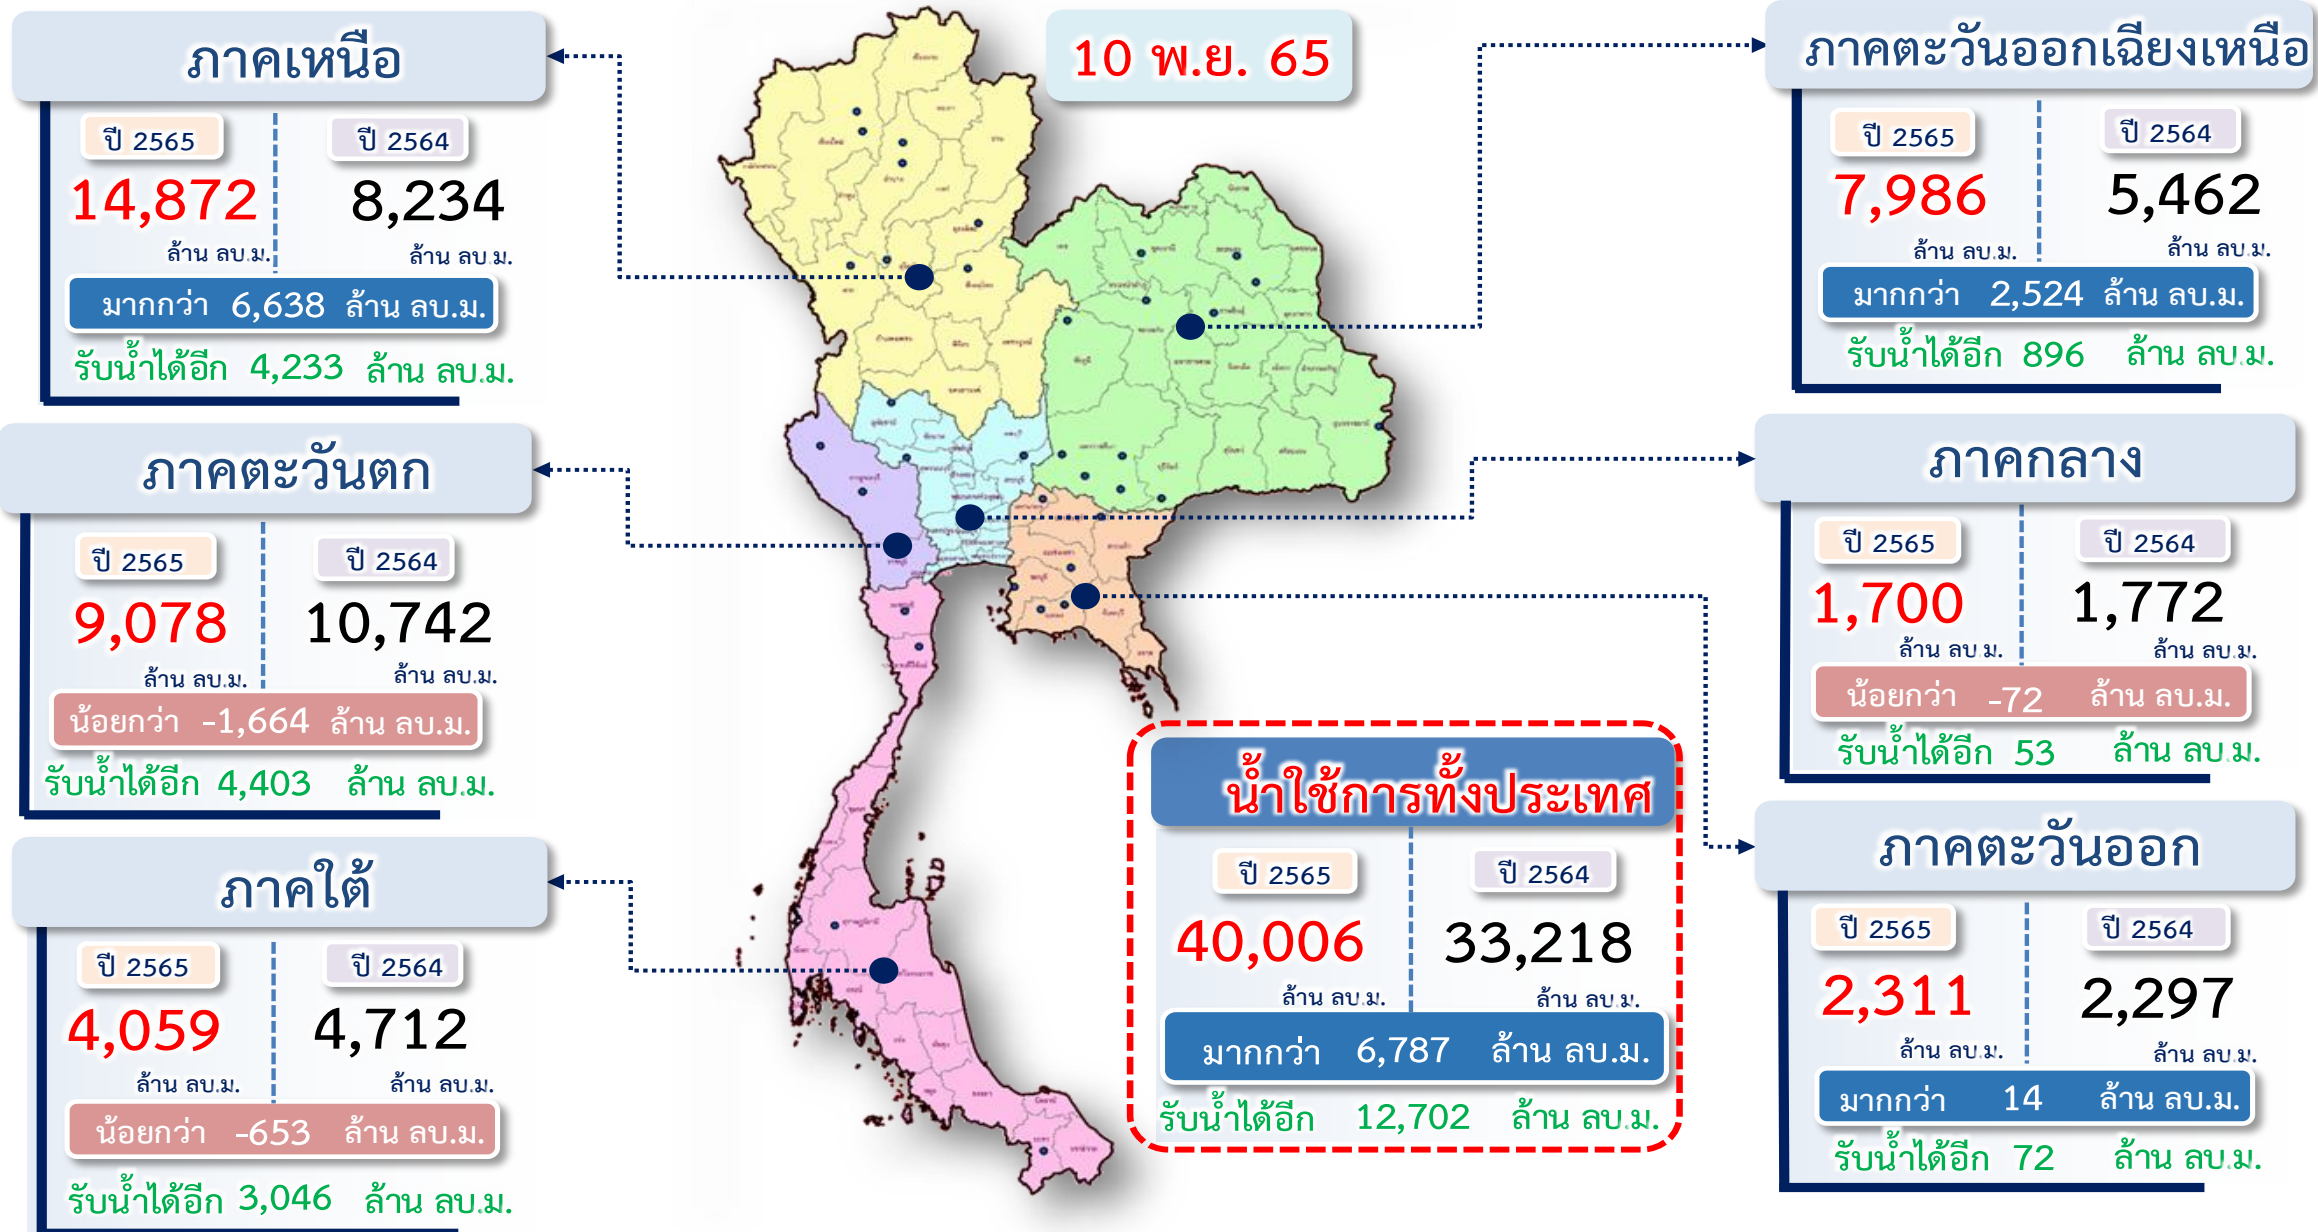 10 พ.ย. 65
ภาคเหนือ
ปี 2565
ปี 2564
14,872
8,234
ล้าน ลบ.ม.
ล้าน ลบ.ม.
มากกว่า 6,638 ล้าน ลบ.ม.
รับน้ำได้อีก 4,233 ล้าน ลบ.ม.
ภาคตะวันตก
ปี 2565
ปี 2564
9,078
10,742
ล้าน ลบ.ม.
ล้าน ลบ.ม.
น้อยกว่า -1,664 ล้าน ลบ.ม.
รับน้ำได้อีก 4,403 ล้าน ลบ.ม.
ภาคใต้
ปี 2565
ปี 2564
4,059
4,712
ล้าน ลบ.ม.
ล้าน ลบ.ม.
น้อยกว่า -653 ล้าน ลบ.ม.
รับน้ำได้อีก 3,046 ล้าน ลบ.ม.
น้ำใช้การทั้งประเทศ
ปี 2565
ปี 2564
40,006
33,218
ล้าน ลบ.ม.
ล้าน ลบ.ม.
มากกว่า 6,787 ล้าน ลบ.ม.
รับน้ำได้อีก 12,702 ล้าน ลบ.ม.
ภาคตะวันออกเฉียงเหนือ
ปี 2565
ปี 2564
7,986
5,462
ล้าน ลบ.ม.
ล้าน ลบ.ม.
มากกว่า 2,524 ล้าน ลบ.ม.
รับน้ำได้อีก 896 ล้าน ลบ.ม.
ภาคกลาง
ปี 2565
ปี 2564
1,700
1,772
ล้าน ลบ.ม.
ล้าน ลบ.ม.
น้อยกว่า -72 ล้าน ลบ.ม.
รับน้ำได้อีก 53 ล้าน ลบ.ม.
ภาคตะวันออก
ปี 2565
ปี 2564
2,311
2,297
ล้าน ลบ.ม.
ล้าน ลบ.ม.
มากกว่า 14 ล้าน ลบ.ม.
รับน้ำได้อีก 72 ล้าน ลบ.ม.